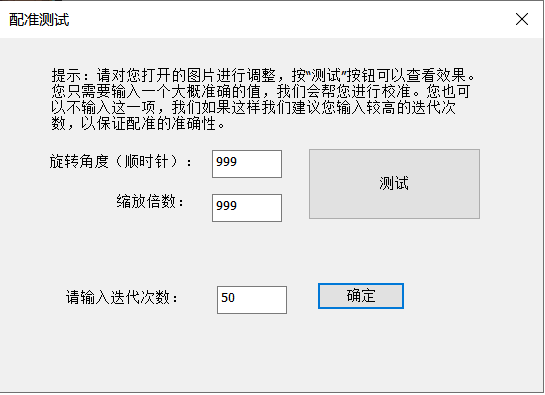 配准测试
提示：请对您打开的图片进行调整，按“测试”按钮可以查看效果。
您只需要输入一个大概准确的值，我们会帮您进行校准。您也可
以不输入这一项，我们如果这样我们建议您输入较高的迭代次
数，以保证配准的准确性。
旋转角度（顺时针）： 999
测试
缩放倍数： 999
请输入迭代次数： 50 确定